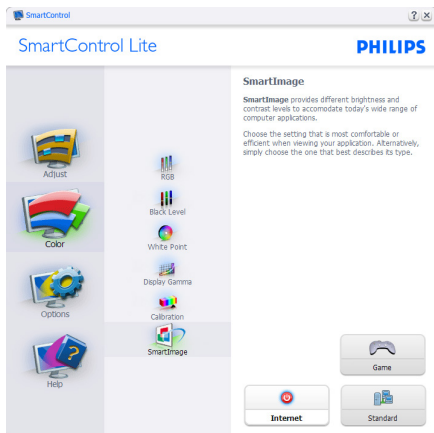 SmartControl
? x
SmartControl Lite
PHILIPS
Adjust
Color
Options
Help
RGB
Black Level
White Point
Display Gamma
Calibration
SmartImage
SmartImage
SmartImage provides different brightness and
contrast levels to accomodate today's wide range of
computer applications.
Choose the setting that is most comfortable or
efficient when viewing your application. Alternatively,
simply choose the one that best describes its type.
Game
Internet
Standard